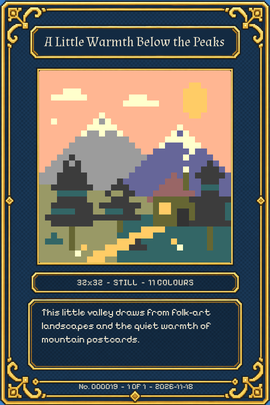 A Little Warmth Below the Peaks
32x32 - STILL - 11 COLOURS
This little valley draws from folk-art
landscapes and the quiet warmth of
mountain postcards.
No. 000019 - 1 OF 1 - 2026-11-18